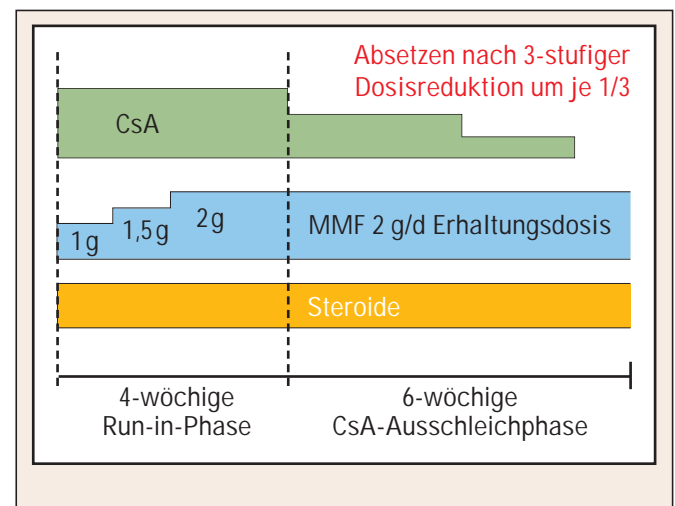 Absetzen nach 3-stufiger
Dosisreduktion um je 1/3
CsA
1g
1,5g
2g
MMF 2 g/d Erhaltungsdosis
Steroide
4-wöchige
Run-in-Phase
6-wöchige
CsA-Ausschleichphase